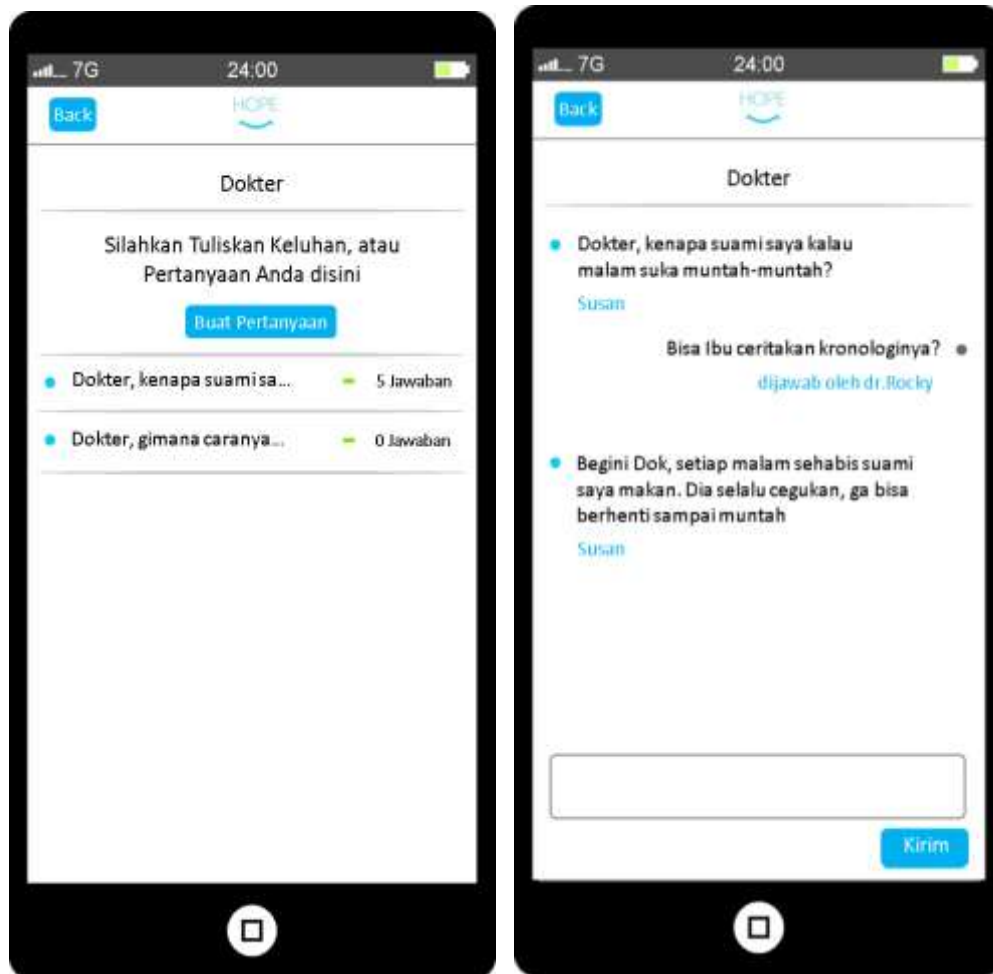 7G
24:00
Back
HOPE
Dokter
Silahkan Tuliskan Keluhan, atau
Pertanyaan Anda disini
Buat Pertanyaan
Dokter, kenapa suami sa...
5 Jawaban
Dokter, gimana caranya...
0 Jawaban
7G
24:00
Back
HOPE
Dokter
Dokter, kenapa suami saya kalau
malam suka muntah-muntah?
Susan
Bisa Ibu ceritakan kronologinya?
dijawab oleh dr.Rocky
Begini Dok, setiap malam sehabis suami
saya makan. Dia selalu cegukan, ga bisa
berhenti sampai muntah
Susan
Kirim